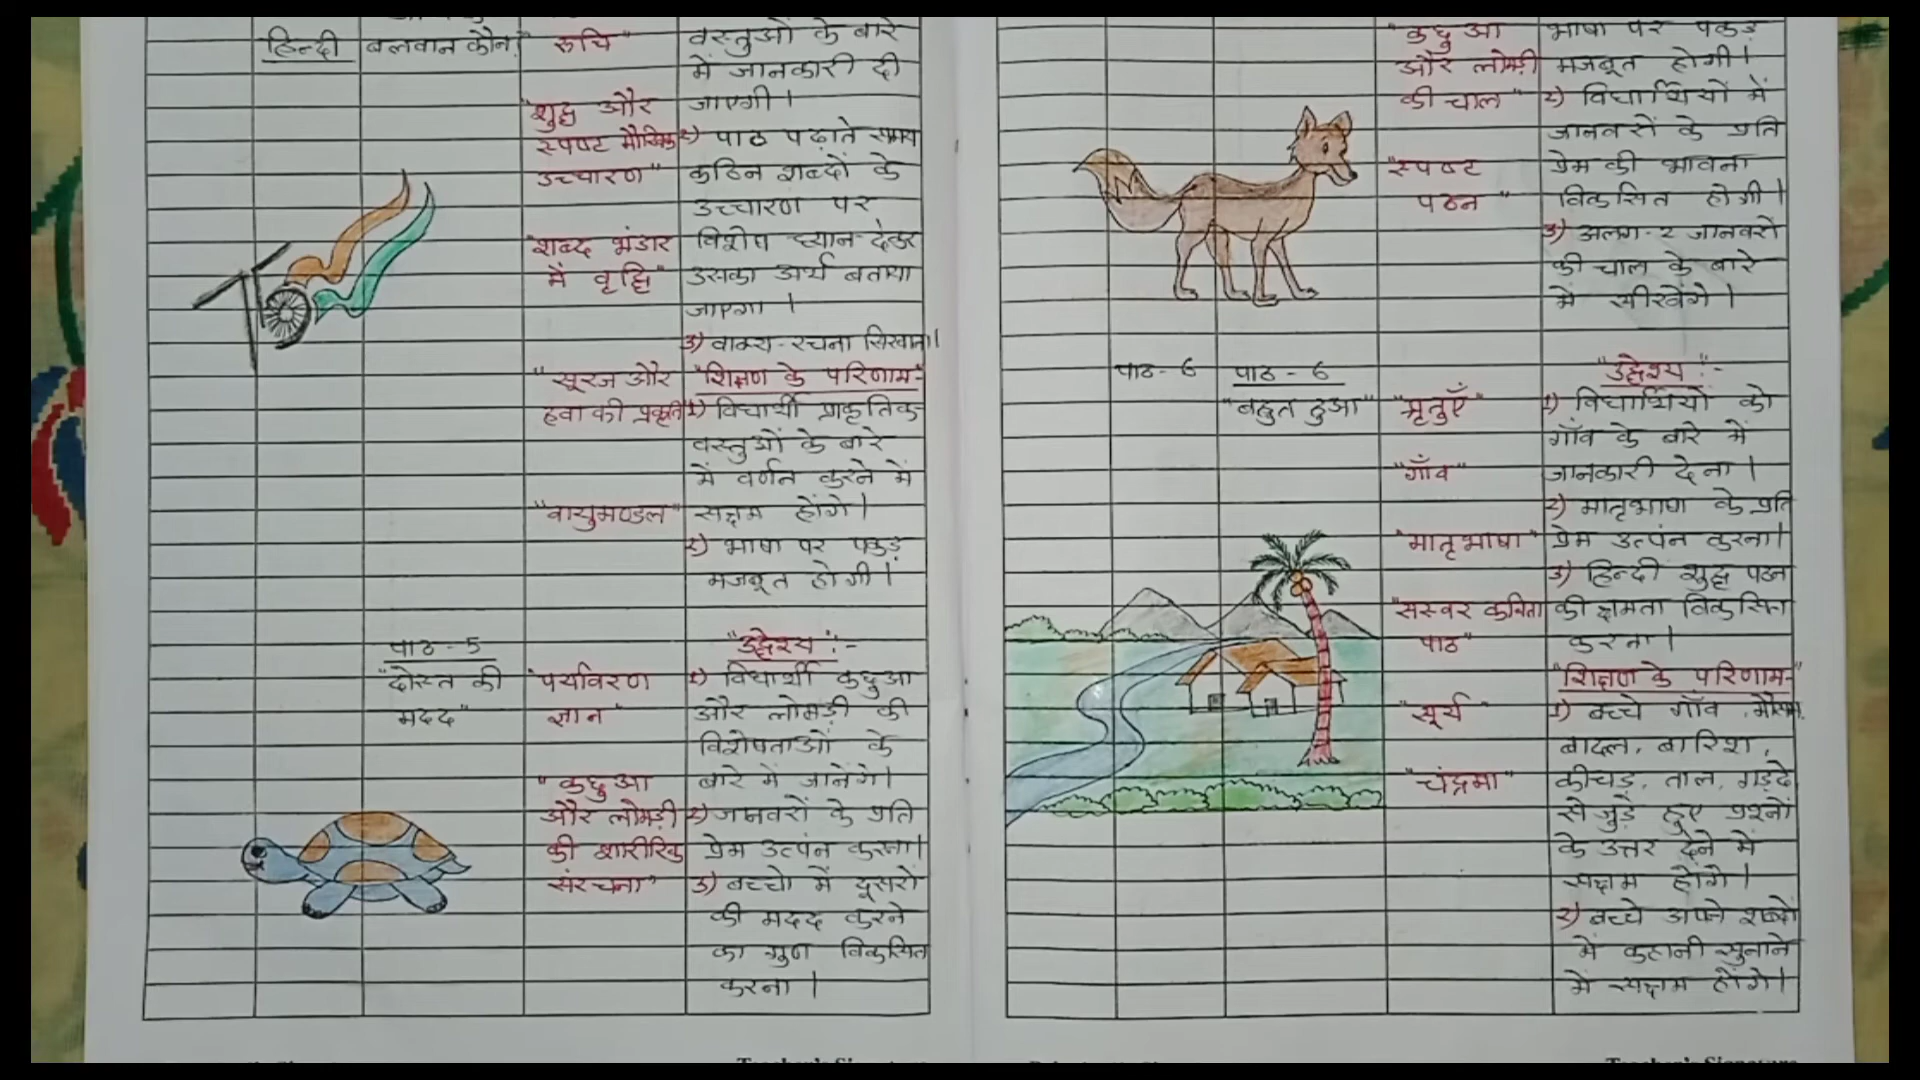 हिन्दी बलवान कौन "रुचि" वस्तुओं के बारे
में जानकारी दी
"शुद्ध और जाएगी।
स्पष्ट मौखिक 2) पाठ पढ़ाते समय
उच्चारण" कठिन शब्दों के
उच्चारण पर
"शब्द भंडार विशेष ध्यान देकर
में वृद्धि" उसका अर्थ बताया
जाएगा।
3) वाक्य-रचना सिखाना।
"सूरज और "शिक्षण के परिणाम-"
हवा की प्रकृति 1) विद्यार्थी प्राकृतिक
वस्तुओं के बारे
में वर्णत करने में
"वायुमण्डल" सक्षम होंगे।
2) भाषा पर पकड़
मजबूत होगी।
पाठ-5 "उद्देश्य:-
"दोस्त की "पर्यावरण 1) विद्यार्थी कछुआ
मदद" ज्ञान" और लोमड़ी की
विशेषताओं के
"कछुआ बारे में जानेंगे।
और लोमड़ी 2) जानवरों के प्रति
की शारीरिक प्रेम उत्पंन करना।
संरचना" 3) बच्चो में दूसरों
की मदद करने
का गुण विकसित
करना।
"कछुआ भाषा पर पकड़
और लोमड़ी मजबूत होगी।
की चाल" 2) विद्यार्थियों में
जानवरों के प्रति
"स्पष्ट प्रेम की भावना
पठन" विकसित होगी।
3) अलग-2 जानवरो
की चाल के बारे
में सीखेंगे।
पाठ-6 पाठ-6 "उद्देश्य:-
"बहुत हुआ" "ऋतुएँ" 1) विद्यार्थियों को
गाँव के बारे में
"गाँव" जानकारी देना।
2) मातृभाषा के प्रति
"मातृभाषा" प्रेम उत्पंन करना।
3) हिन्दी शुद्ध पठन
"सस्वर कविता की क्षमता विकसित
पाठ" करना।
"शिक्षण के परिणाम-"
"सूर्य" 1) बच्चे गाँव, मौसम,
बादल, बारिश,
"चंद्रमा" कीचड़, ताल, गड्दे
से जुड़े हुए प्रश्नों
के उत्तर देने में
सक्षम होंगे।
2) बच्चे अपने शब्दों
में कहानी सुनाने
में सक्षम होंगे।